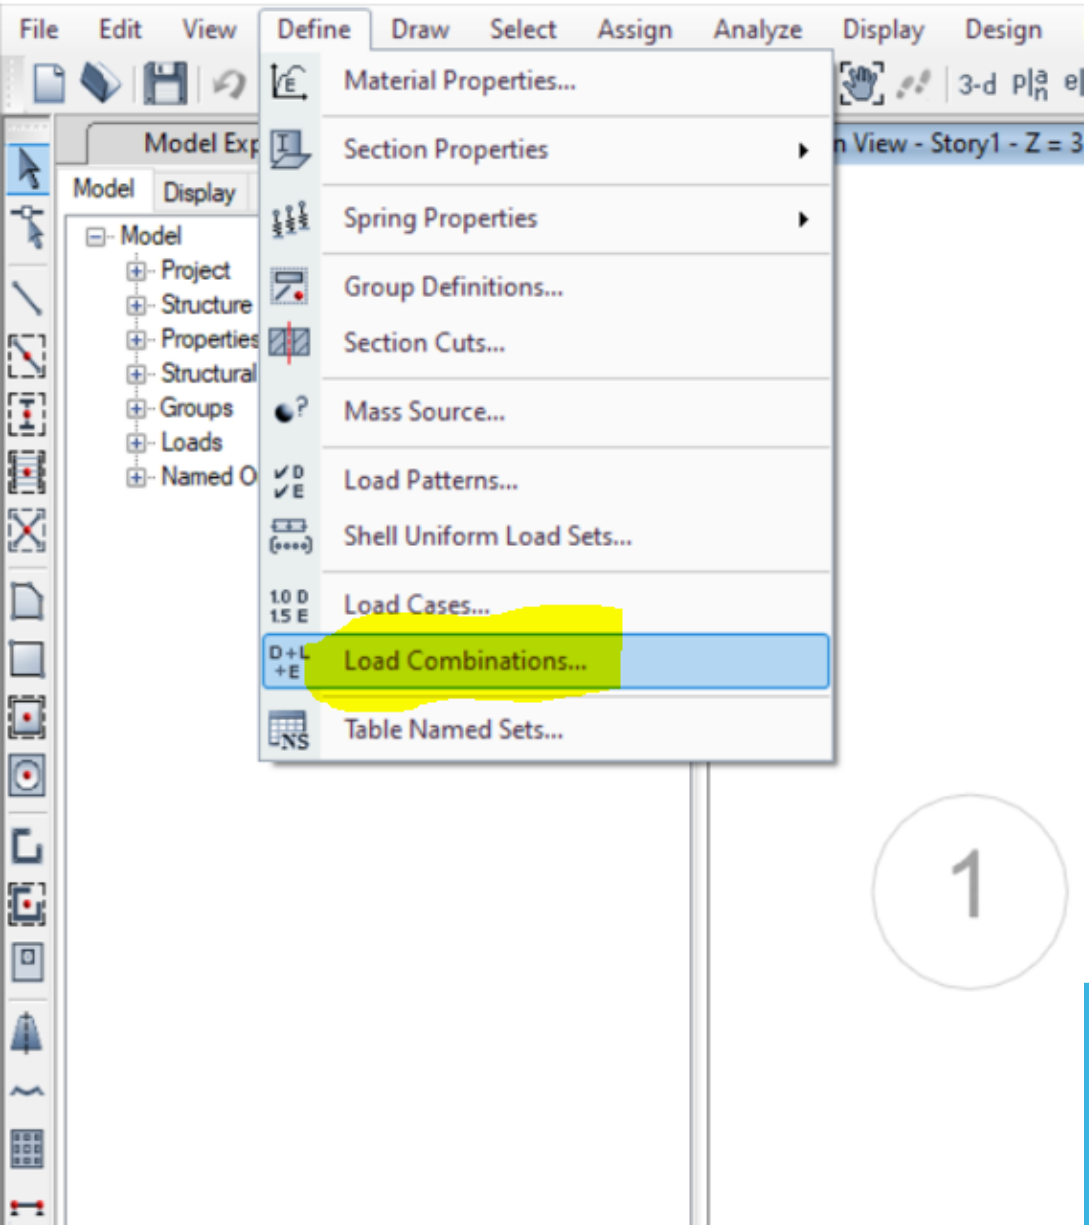 File Edit View Define Draw Select Assign Analyze Display Design
3-d
Model Exp
n View - Story1 - Z = 3
Model Display
Model
Project
Structure
Properties
Structural
Groups
Loads
Named O
E
Material Properties...
I
Section Properties
Spring Properties
Group Definitions...
Section Cuts...
?
Mass Source...
D
E
Load Patterns...
Shell Uniform Load Sets...
1.0 D
1.5 E
Load Cases...
D+L
+E
Load Combinations...
NS
Table Named Sets...
1